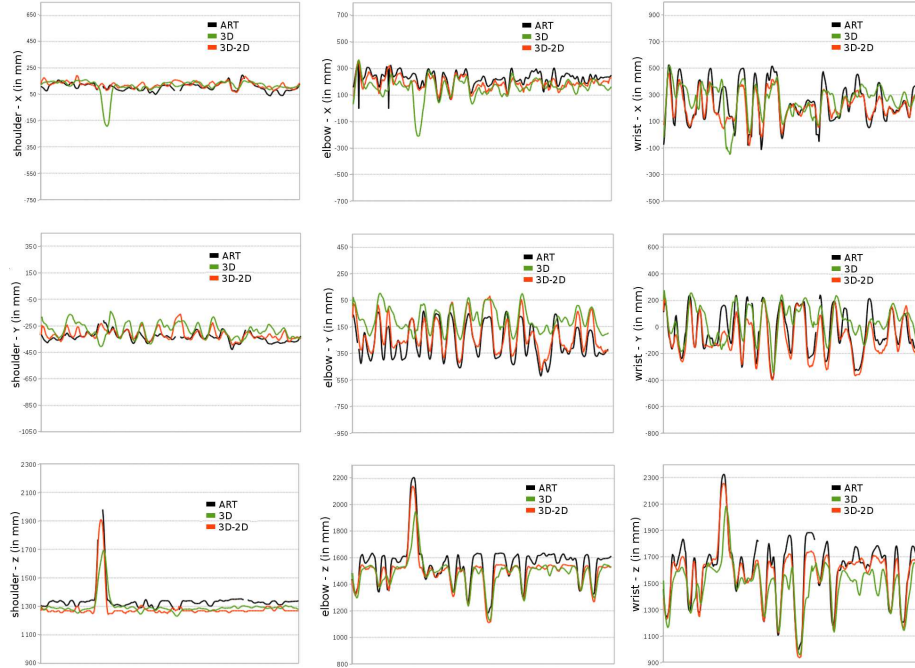 750
550
350
250
50
150
350
550
-750
shoulder - x (in mm)
ART
3D
3D-2D
700
500
300
100
-100
-300
-500
-700
elbow - x (in mm)
ART
3D
3D-2D
900
700
500
300
100
-100
-300
-500
wrist - x (in mm)
ART
3D
3D-2D
350
150
-50
-250
-450
-650
-850
-1050
shoulder - Y (in mm)
ART
3D
3D-2D
450
250
50
150
350
550
-750
-950
elbow - Y (in mm)
ART
3D
3D-2D
600
400
200
0
-200
-400
-600
-800
wrist - Y (in mm)
ART
3D
3D-2D
2300
1300
1900
1700
1500
1300
1100
900
shoulder - z (in mm)
ART
3D
3D-2D
2200
2000
1800
1600
1400
1200
1000
800
elbow - z (in mm)
ART
3D
3D-2D
2300
2100
1900
1700
1500
1300
1100
900
wrist - z (in mm)
ART
3D
3D-2D